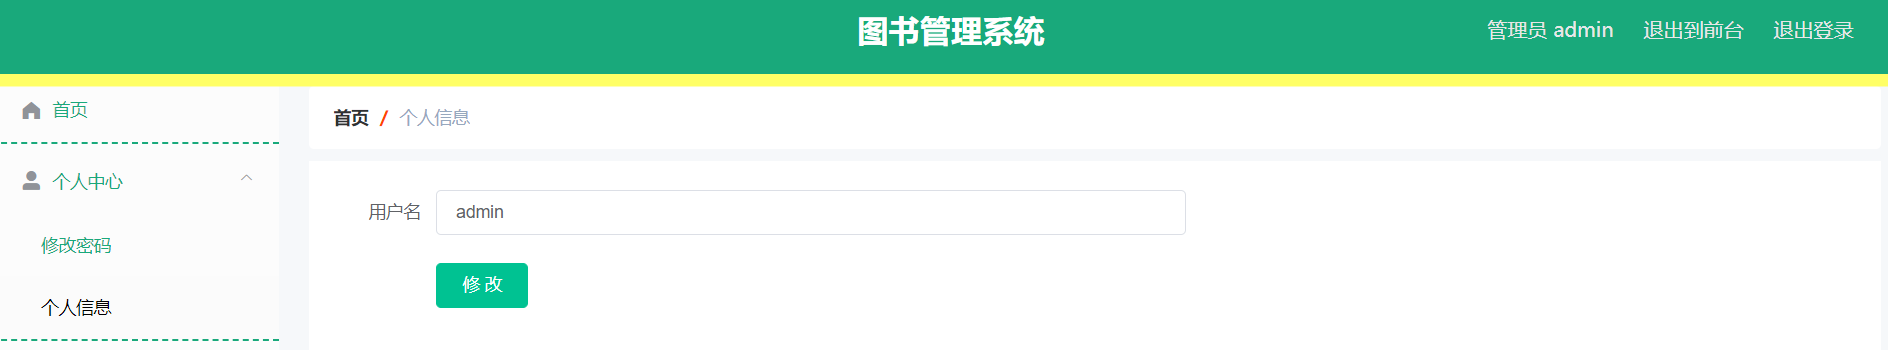 图书管理系统
管理员 admin 退出到前台 退出登录
首页
首页 / 个人信息
个人中心
用户名 admin
修改密码
修 改
个人信息